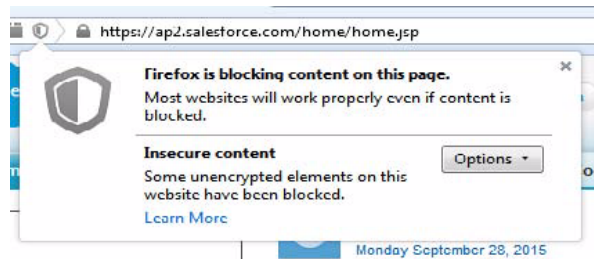 https://ap2.salesforce.com/home/home.jsp
Firefox is blocking content on this page.
Most websites will work properly even if content is
blocked.
Insecure content
Options
Some unencrypted elements on this
website have been blocked.
Learn More
Monday September 28, 2015